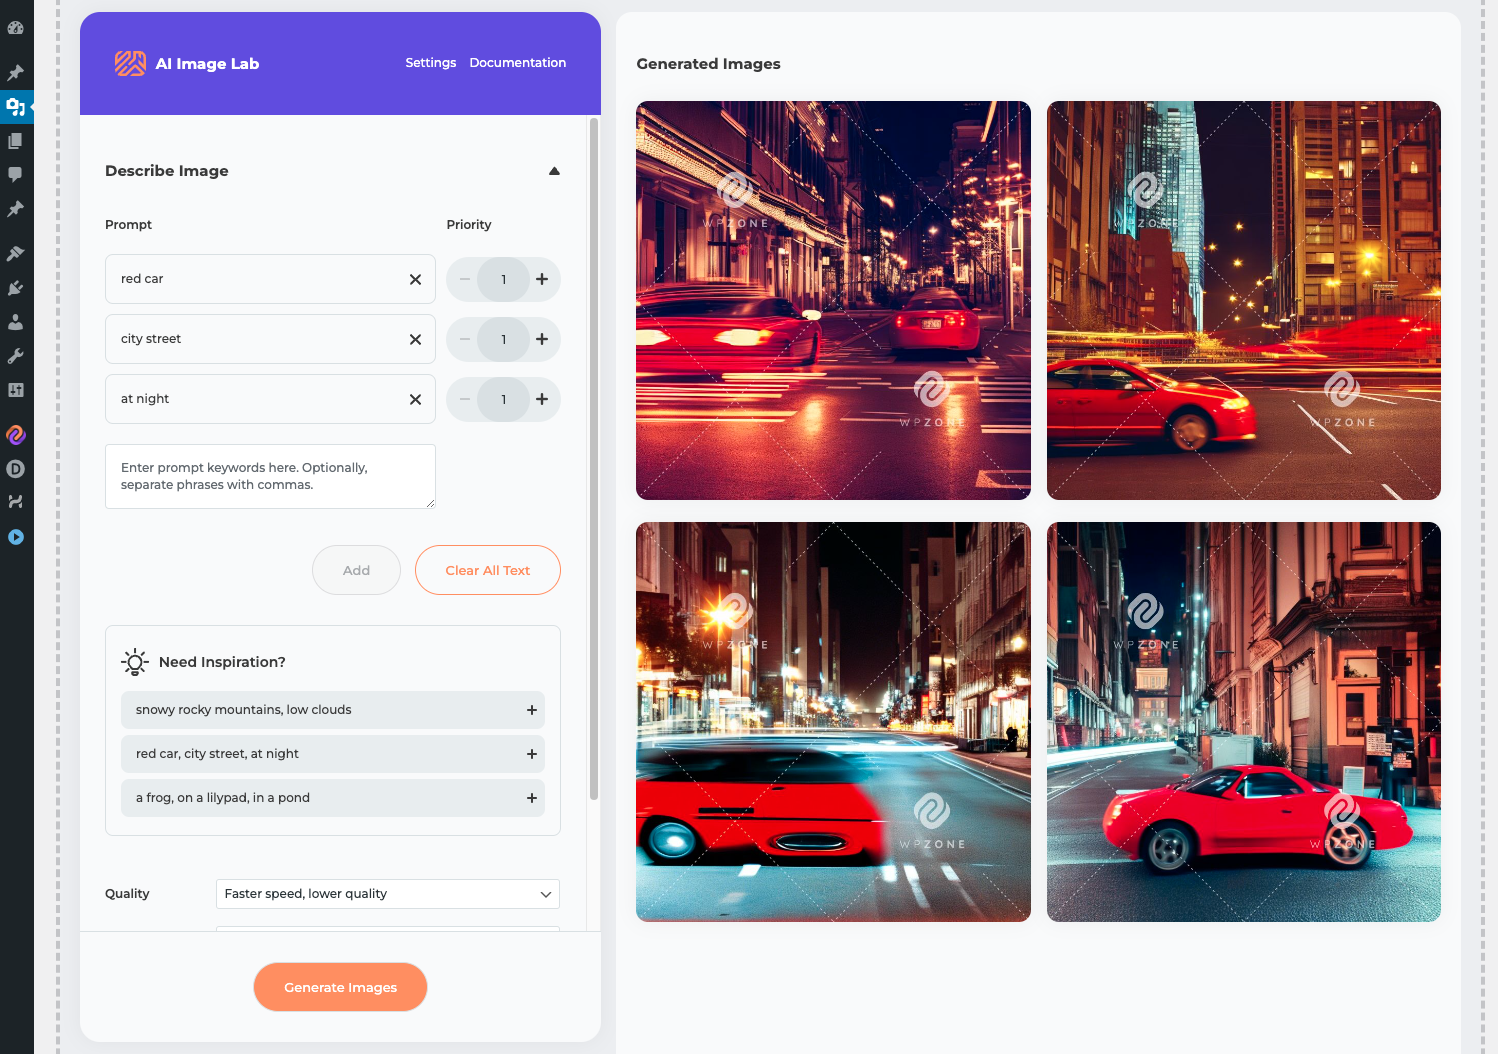 AI Image Lab
Settings
Documentation
Describe Image
Prompt
Priority
red car
1
city street
1
at night
1
Enter prompt keywords here. Optionally,
separate phrases with commas.
Add
Clear All Text
Need Inspiration?
snowy rocky mountains, low clouds
red car, city street, at night
a frog, on a lilypad, in a pond
Quality
Faster speed, lower quality
Generate Images
Generated Images
WPZONE
WPZONE
WPZONE
WPZONE
WPZONE
WPZONE
WPZONE
WPZONE